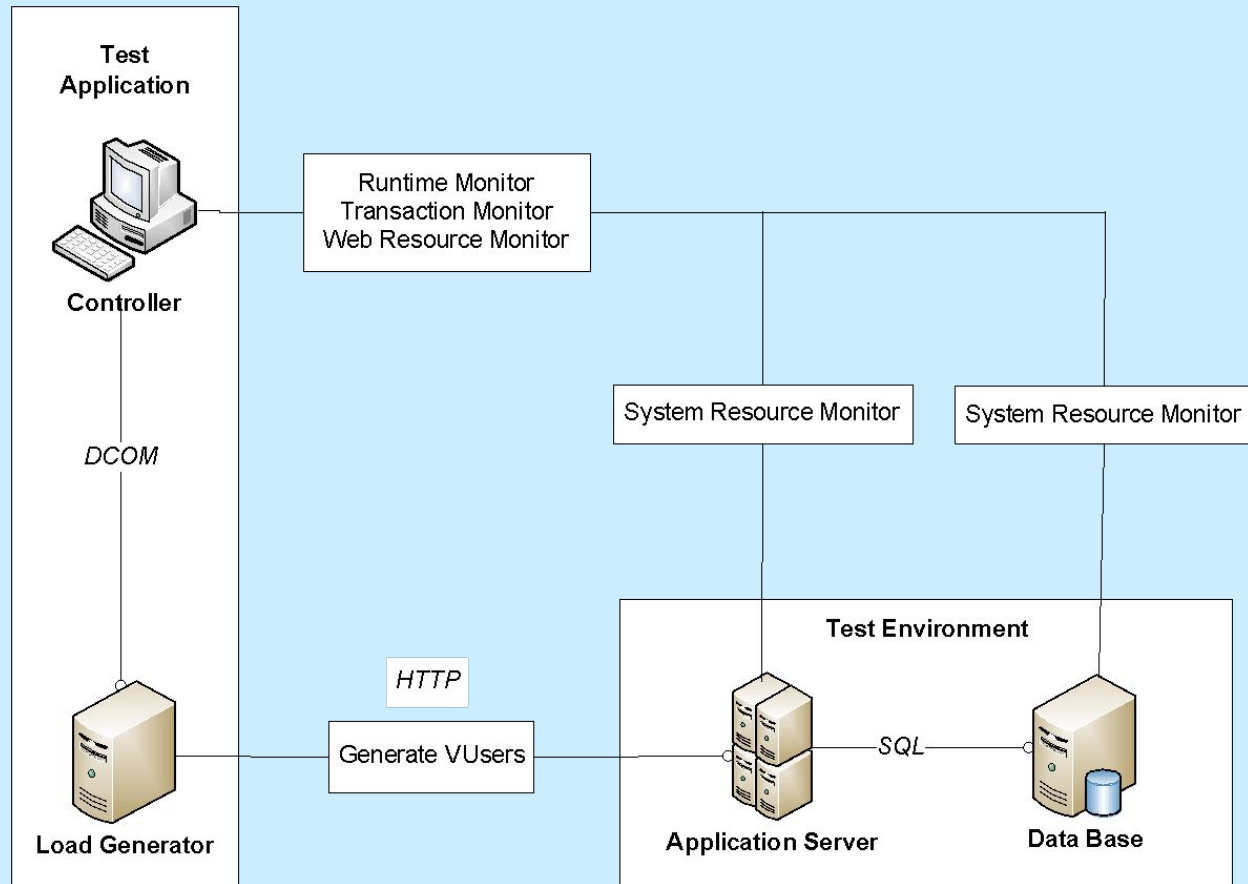 Test
Application
Runtime Monitor
Transaction Monitor
Web Resource Monitor
Controller
System Resource Monitor
System Resource Monitor
DCOM
Test Environment
HTTP
Generate VUsers
SQL
Load Generator
Application Server
Data Base